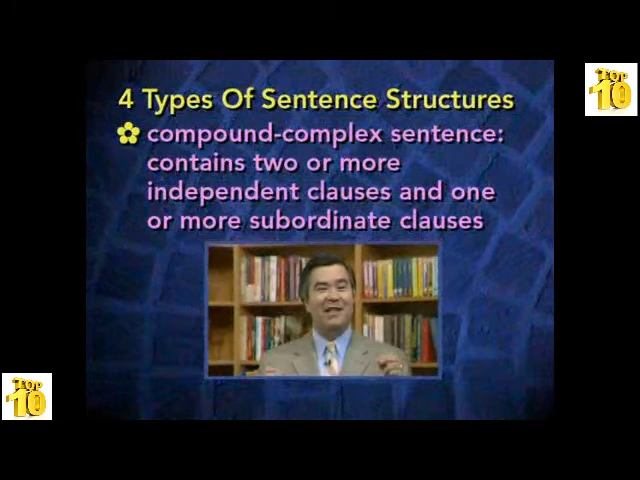 4 Types Of Sentence Structures
compound-complex sentence:
contains two or more
independent clauses and one
or more subordinate clauses
TOP
10
TOP
10